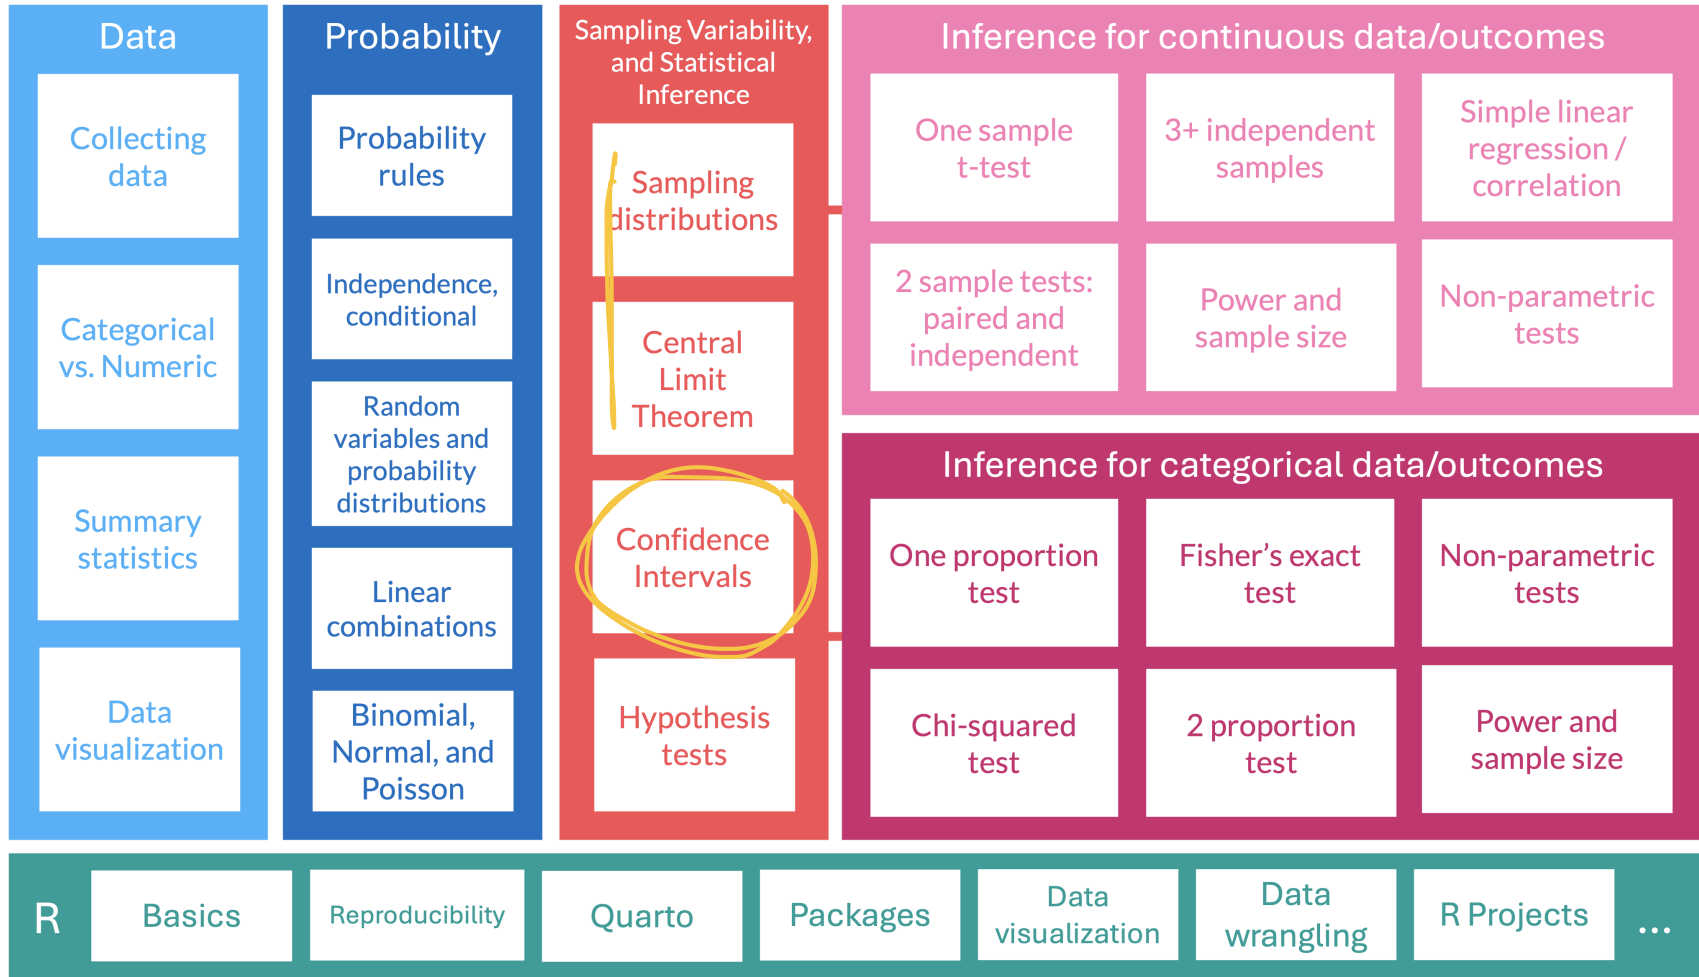 Data
Collecting
data
Categorical
vs. Numeric
Summary
statistics
Data
visualization
Probability
Probability
rules
Independence,
conditional
Random
variables and
probability
distributions
Linear
combinations
Binomial,
Normal, and
Poisson
Sampling Variability,
and Statistical
Inference
Sampling
distributions
Central
Limit
Theorem
Confidence
Intervals
Hypothesis
tests
Inference for continuous data/outcomes
One sample
t-test
3+ independent
samples
Simple linear
regression /
correlation
2 sample tests:
paired and
independent
Power and
sample size
Non-parametric
tests
Inference for categorical data/outcomes
One proportion
test
Fisher’s exact
test
Non-parametric
tests
Chi-squared
test
2 proportion
test
Power and
sample size
R
Basics
Reproducibility
Quarto
Packages
Data
visualization
Data
wrangling
R Projects
...